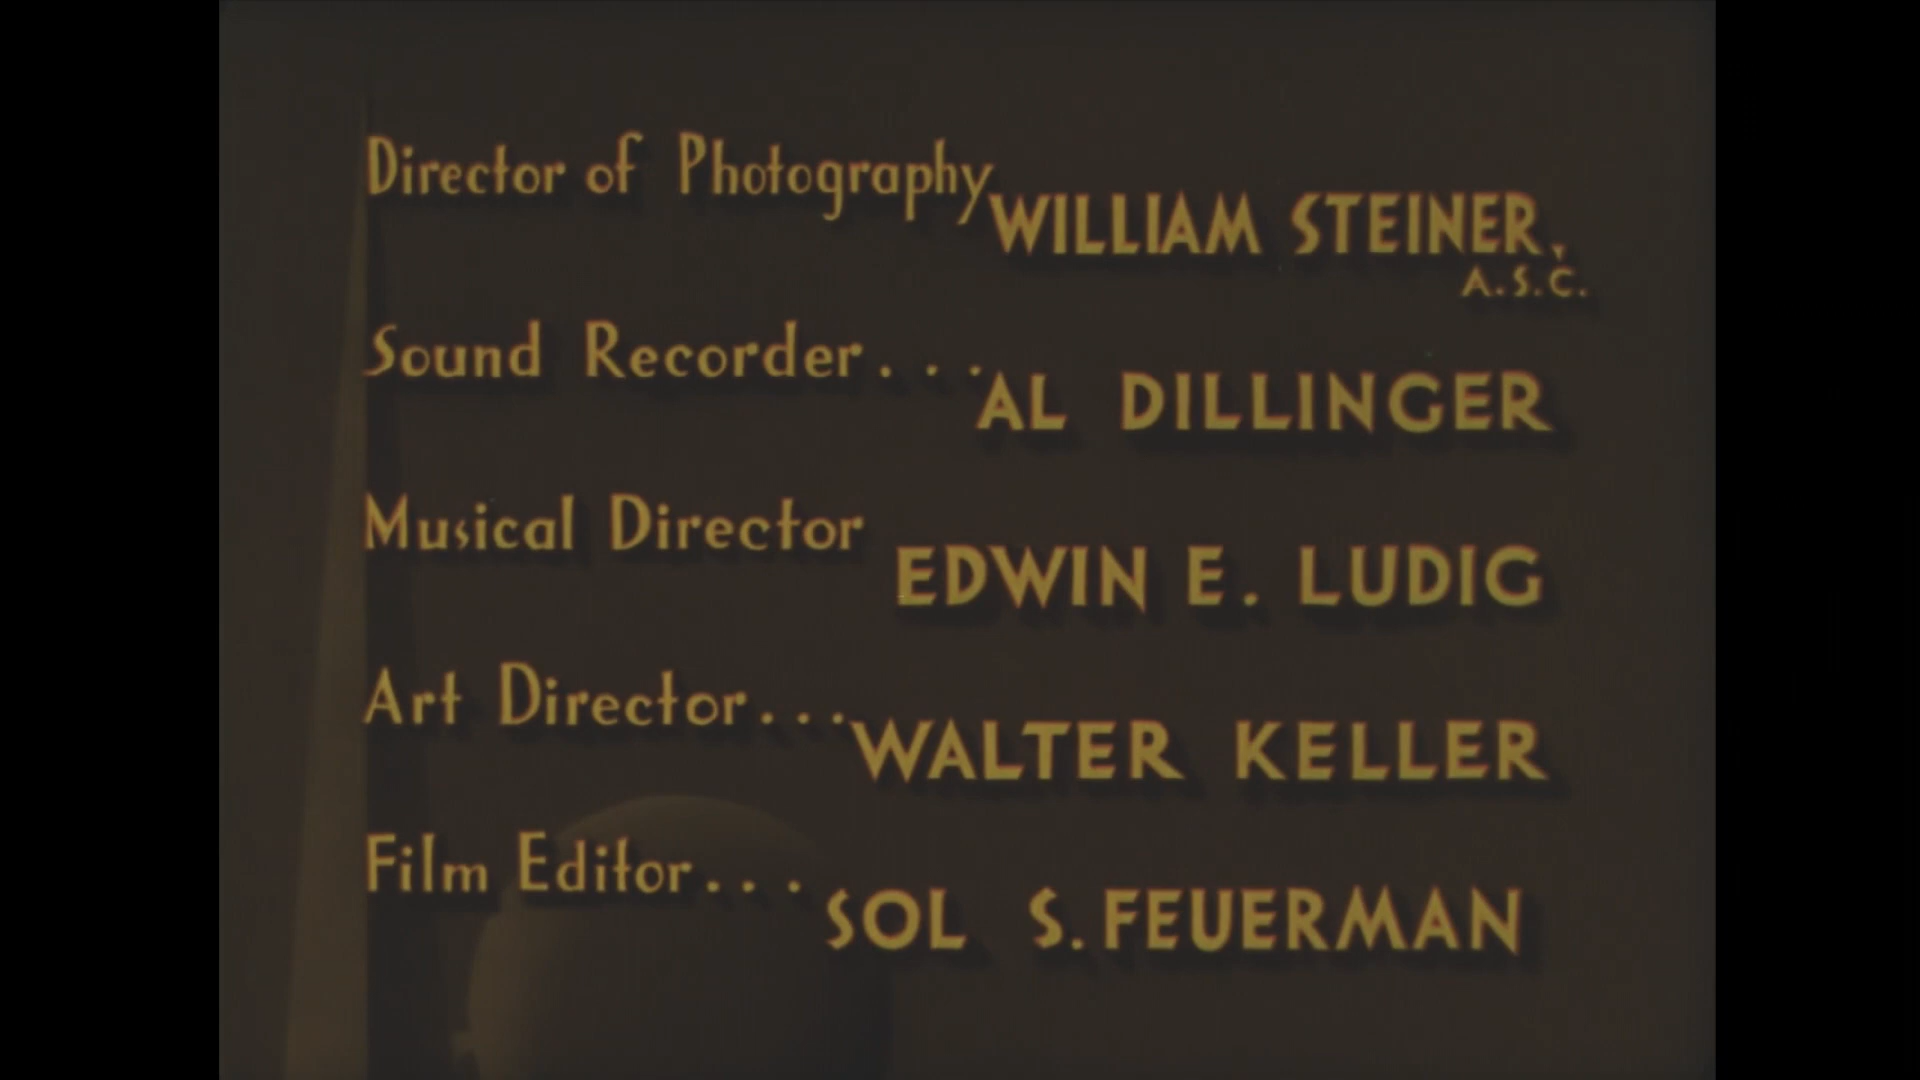 Director of Photography WILLIAM STEINER,
A.S.C.
Sound Recorder... AL DILLINGER
Musical Director EDWIN E. LUDIG
Art Director... WALTER KELLER
Film Editor... SOL S. FEUERMAN